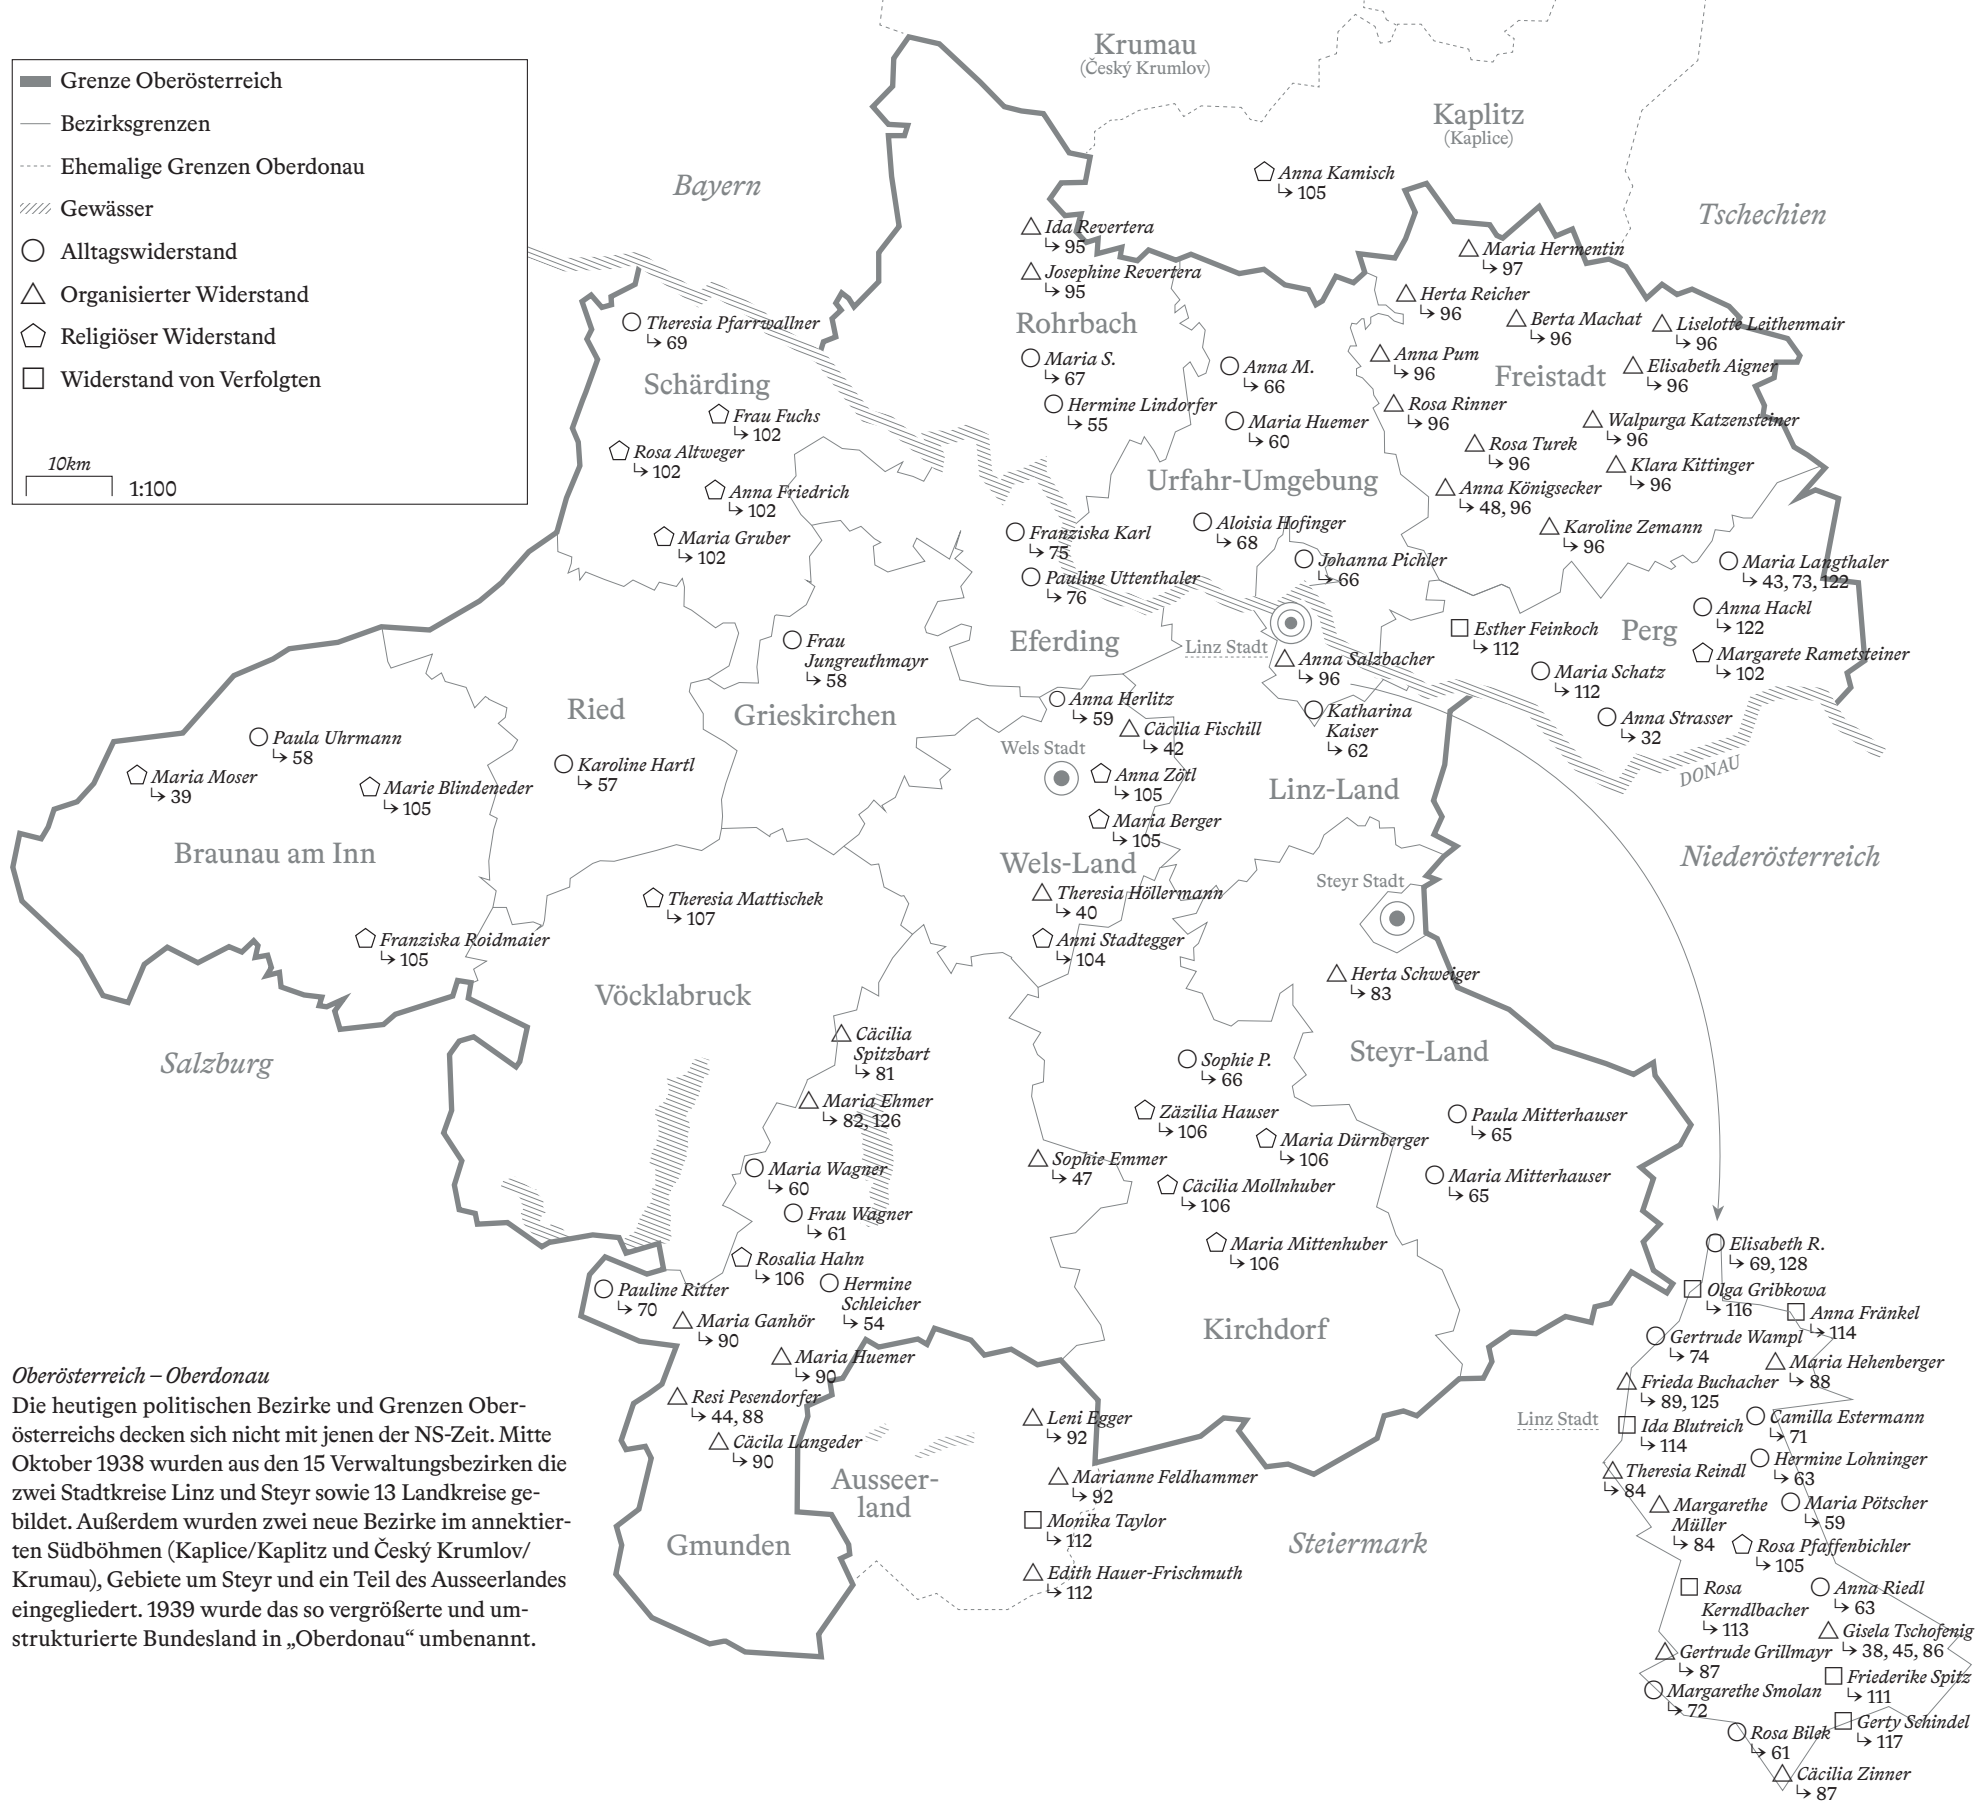 Grenze Oberösterreich
Bezirksgrenzen
Ehemalige Grenzen Oberdonau
Gewässer
Alltagswiderstand
Organisierter Widerstand
Religiöser Widerstand
Widerstand von Verfolgten
10km
1:100
Krumau
(Český Krumlov)
Kaplitz
(Kaplice)
Bayern
Tschechien
Anna Kamisch
↳ 105
Ida Revertera
↳ 95
Josephine Revertera
↳ 95
Rohrbach
Maria S.
↳ 67
Hermine Lindorfer
↳ 55
Theresia Pfarrwallner
↳ 69
Schärding
Frau Fuchs
↳ 102
Rosa Altweger
↳ 102
Anna Friedrich
↳ 102
Maria Gruber
↳ 102
Maria Hermentin
↳ 97
Herta Reicher
↳ 96
Berta Machat
↳ 96
Liselotte Leithenmair
↳ 96
Anna Pum
↳ 96
Freistadt
Elisabeth Aigner
↳ 96
Rosa Rinner
↳ 96
Walpurga Katzensteiner
↳ 96
Rosa Turek
↳ 96
Klara Kittinger
↳ 96
Anna Königsecker
↳ 48, 96
Karoline Zemann
↳ 96
Anna M.
↳ 66
Maria Huemer
↳ 60
Urfahr-Umgebung
Aloisia Hofinger
↳ 68
Johanna Pichler
↳ 66
Franziska Karl
↳ 75
Pauline Uttenthaler
↳ 76
Eferding
Linz Stadt
Anna Salzbacher
↳ 96
Maria Langthaler
↳ 43, 73, 122
Anna Hackl
↳ 122
Esther Feinkoch
↳ 112
Perg
Margarete Rametsteiner
↳ 102
Maria Schatz
↳ 112
Anna Strasser
↳ 32
DONAU
Frau
Jungreuthmayr
↳ 58
Grieskirchen
Ried
Karoline Hartl
↳ 57
Paula Uhrmann
↳ 58
Maria Moser
↳ 39
Marie Blindeneder
↳ 105
Braunau am Inn
Franziska Roidmaier
↳ 105
Anna Herlitz
↳ 59
Cäcilia Fischill
↳ 42
Wels Stadt
Anna Zötl
↳ 105
Maria Berger
↳ 105
Wels-Land
Theresia Höllermann
↳ 40
Anni Stadtegger
↳ 104
Katharina
Kaiser
↳ 62
Linz-Land
Niederösterreich
Steyr Stadt
Herta Schweiger
↳ 83
Steyr-Land
Paula Mitterhauser
↳ 65
Maria Mitterhauser
↳ 65
Theresia Mattischek
↳ 107
Vöcklabruck
Salzburg
Cäcilia
Spitzbart
↳ 81
Maria Ehmer
↳ 82, 126
Maria Wagner
↳ 60
Frau Wagner
↳ 61
Rosalia Hahn
↳ 106
Hermine
Schleicher
↳ 54
Pauline Ritter
↳ 70
Maria Ganhör
↳ 90
Maria Huemer
↳ 90
Resi Pesendorfer
↳ 44, 88
Cäcila Langeder
↳ 90
Gmunden
Ausseer-
land
Sophie P.
↳ 66
Zäzilia Hauser
↳ 106
Maria Dürnberger
↳ 106
Sophie Emmer
↳ 47
Cäcilia Mollnhuber
↳ 106
Maria Mittenhuber
↳ 106
Kirchdorf
Leni Egger
↳ 92
Marianne Feldhammer
↳ 92
Monika Taylor
↳ 112
Edith Hauer-Frischmuth
↳ 112
Steiermark
Elisabeth R.
↳ 69, 128
Olga Gribkowa
↳ 116
Anna Fränkel
↳ 114
Gertrude Wampl
↳ 74
Maria Hehenberger
↳ 88
Frieda Buchacher
↳ 89, 125
Linz Stadt
Camilla Estermann
↳ 71
Ida Blutreich
↳ 114
Hermine Lohninger
↳ 63
Theresia Reindl
↳ 84
Maria Pötscher
↳ 59
Margarethe
Müller
↳ 84
Rosa Pfaffenbichler
↳ 105
Rosa
Kerndlbacher
↳ 113
Anna Riedl
↳ 63
Gisela Tschofenig
↳ 38, 45, 86
Gertrude Grillmayr
↳ 87
Friederike Spitz
↳ 111
Margarethe Smolan
↳ 72
Gerty Schindel
↳ 117
Rosa Bilek
↳ 61
Cäcilia Zinner
↳ 87
Oberösterreich – Oberdonau
Die heutigen politischen Bezirke und Grenzen Ober-
österreichs decken sich nicht mit jenen der NS-Zeit. Mitte
Oktober 1938 wurden aus den 15 Verwaltungsbezirken die
zwei Stadtkreise Linz und Steyr sowie 13 Landkreise ge-
bildet. Außerdem wurden zwei neue Bezirke im annektier-
ten Südböhmen (Kaplice/Kaplitz und Český Krumlov/
Krumau), Gebiete um Steyr und ein Teil des Ausseerlandes
eingegliedert. 1939 wurde das so vergrößerte und um-
strukturierte Bundesland in „Oberdonau“ umbenannt.